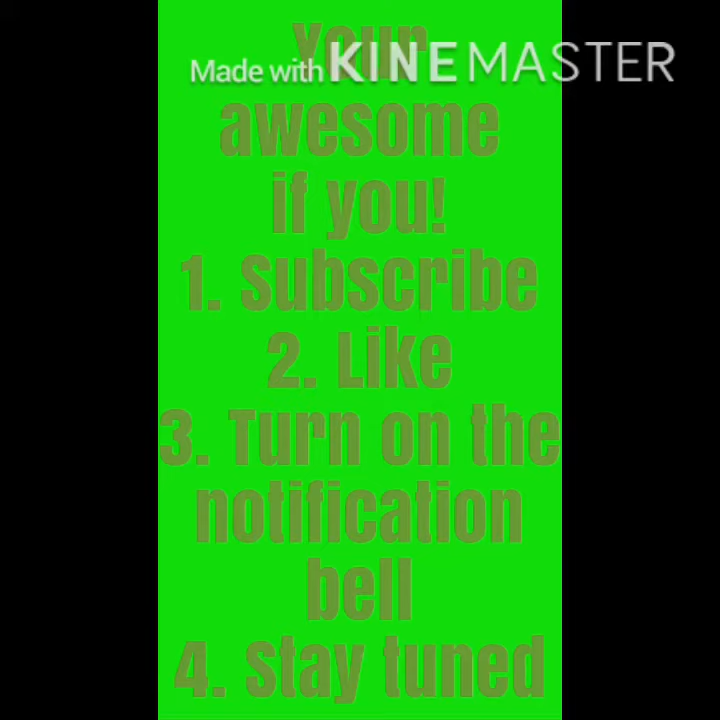 Your
Made with KINEMASTER
awesome
if you!
1. Subscribe
2. Like
3. Turn on the
notification
bell
4. Stay tuned